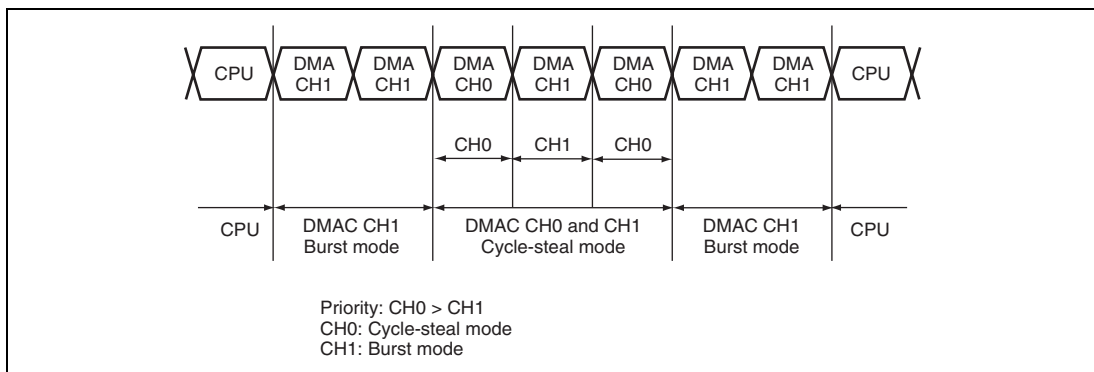 CPU
DMA
CH1
DMA
CH1
DMA
CH0
DMA
CH1
DMA
CH0
DMA
CH1
DMA
CH1
CPU
CH0
CH1
CH0
CPU
DMAC CH1
Burst mode
DMAC CH0 and CH1
Cycle-steal mode
DMAC CH1
Burst mode
CPU
Priority: CH0 > CH1
CH0: Cycle-steal mode
CH1: Burst mode